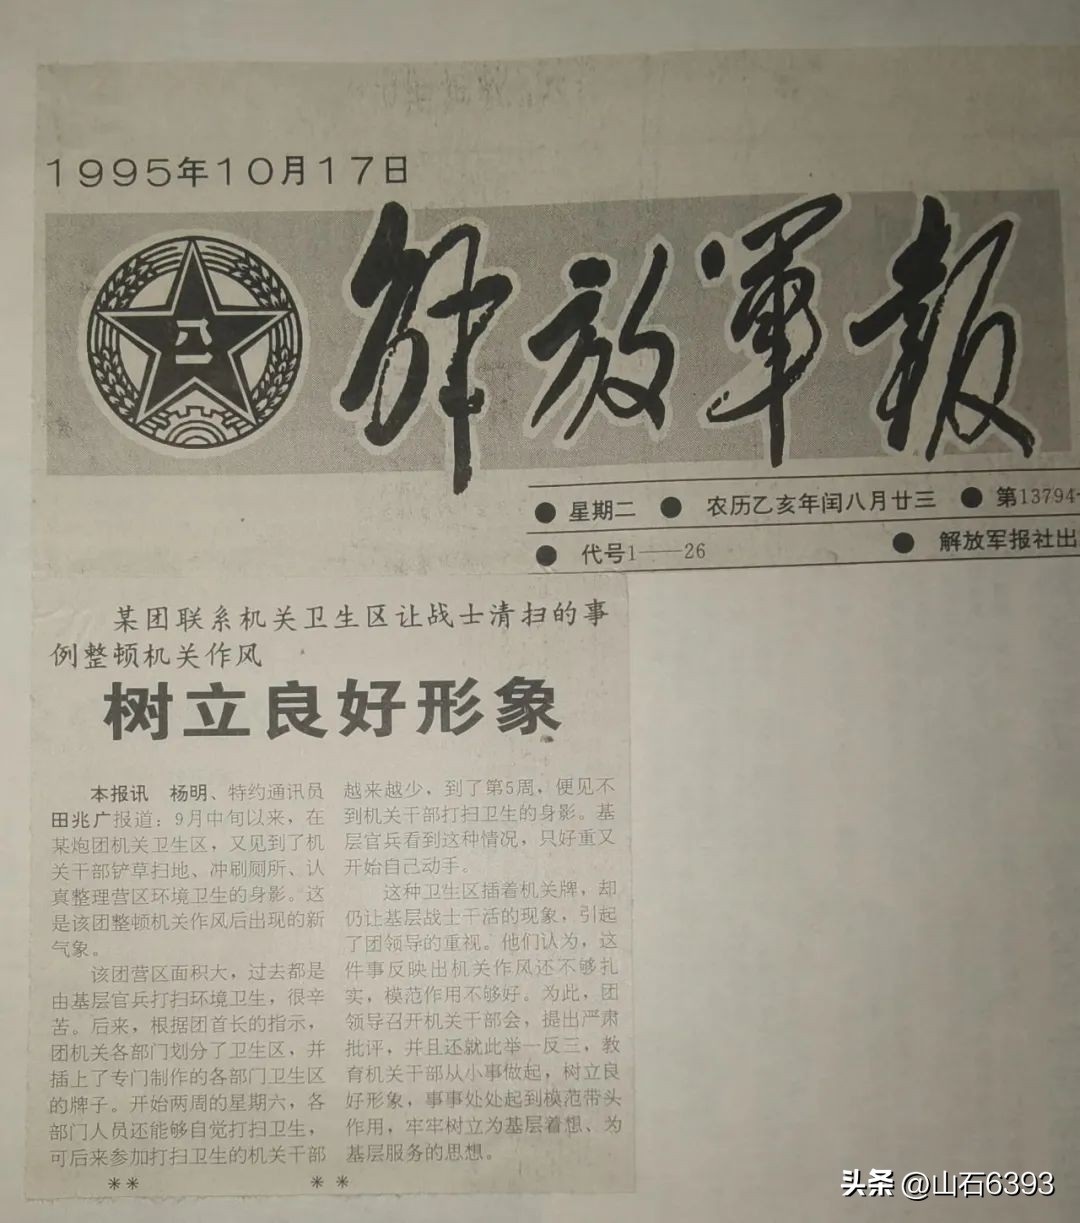 1995年10月17日
八一
解放軍报
● 星期二 ● 农历乙亥年闰八月廿三 ● 第13794
● 代号1——26 ● 解放军报社出
某团联系机关卫生区让战士清扫的事
例整顿机关作风
树立良好形象
本报讯 杨明、特约通讯员
田兆广报道：9月中旬以来，在
某炮团机关卫生区，又见到了机
关干部铲草扫地、冲刷厕所、认
真整理营区环境卫生的身影。这
是该团整顿机关作风后出现的新
气象。
该团营区面积大，过去都是
由基层官兵打扫环境卫生，很辛
苦。后来，根据团首长的指示，
团机关各部门划分了卫生区，并
插上了专门制作的各部门卫生区
的牌子。开始两周的星期六，各
部门人员还能够自觉打扫卫生，
可后来参加打扫卫生的机关干部
越来越少，到了第5周，便见不
到机关干部打扫卫生的身影。基
层官兵看到这种情况，只好重又
开始自己动手。
这种卫生区插着机关牌，却
仍让基层战士干活的现象，引起
了团领导的重视。他们认为，这
件事反映出机关作风还不够扎
实，模范作用不够好。为此，团
领导召开机关干部会，提出严肃
批评，并且还就此举一反三，教
育机关干部从小事做起，树立良
好形象，事事处处起到模范带头
作用，牢牢树立为基层着想、为
基层服务的思想。
** **
头条 @山石6393